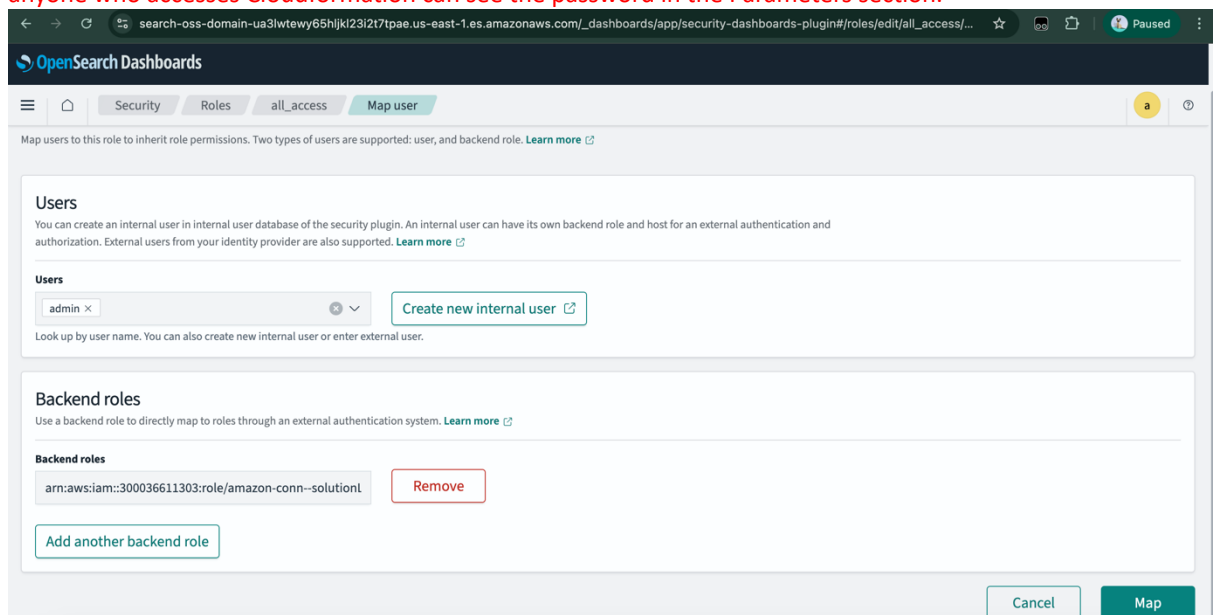 anyone who accesses Cloudformation can see the password in the Parameters section.
search-oss-domain-ua3lwtewy65hljkl23i2t7tpae.us-east-1.es.amazonaws.com/_dashboards/app/security-dashboards-plugin#/roles/edit/all_access/...
Paused
OpenSearch Dashboards
Security Roles all_access Map user
a
Map users to this role to inherit role permissions. Two types of users are supported: user, and backend role. Learn more
Users
You can create an internal user in internal user database of the security plugin. An internal user can have its own backend role and host for an external authentication and
authorization. External users from your identity provider are also supported. Learn more
Users
admin ×
Create new internal user
Look up by user name. You can also create new internal user or enter external user.
Backend roles
Use a backend role to directly map to roles through an external authentication system. Learn more
Backend roles
arn:aws:iam::300036611303:role/amazon-conn--solutionL
Remove
Add another backend role
Cancel Map